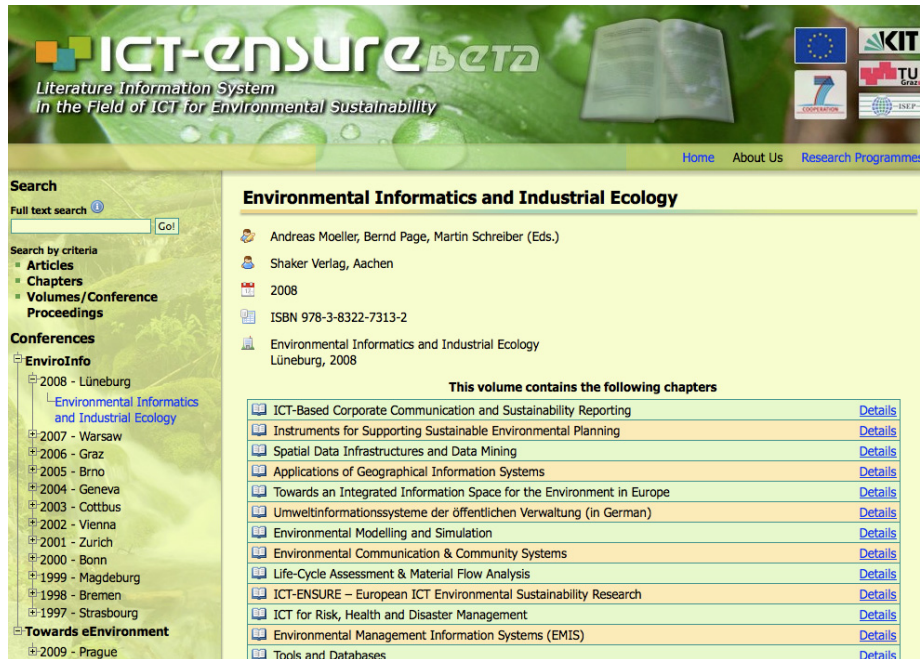 ICT-ensure BETA
Literature Information System
in the Field of ICT for Environmental Sustainability
COOPERATION
KIT
TU
Graz
ISEP
Home About Us Research Programmes
Search
Full text search
Go!
Search by criteria
Articles
Chapters
Volumes/Conference
Proceedings
Conferences
EnviroInfo
2008 - Lüneburg
Environmental Informatics
and Industrial Ecology
2007 - Warsaw
2006 - Graz
2005 - Brno
2004 - Geneva
2003 - Cottbus
2002 - Vienna
2001 - Zurich
2000 - Bonn
1999 - Magdeburg
1998 - Bremen
1997 - Strasbourg
Towards eEnvironment
2009 - Prague
Environmental Informatics and Industrial Ecology
Andreas Moeller, Bernd Page, Martin Schreiber (Eds.)
Shaker Verlag, Aachen
2008
ISBN 978-3-8322-7313-2
Environmental Informatics and Industrial Ecology
Lüneburg, 2008
This volume contains the following chapters
ICT-Based Corporate Communication and Sustainability Reporting Details
Instruments for Supporting Sustainable Environmental Planning Details
Spatial Data Infrastructures and Data Mining Details
Applications of Geographical Information Systems Details
Towards an Integrated Information Space for the Environment in Europe Details
Umweltinformationssysteme der öffentlichen Verwaltung (in German) Details
Environmental Modelling and Simulation Details
Environmental Communication & Community Systems Details
Life-Cycle Assessment & Material Flow Analysis Details
ICT-ENSURE – European ICT Environmental Sustainability Research Details
ICT for Risk, Health and Disaster Management Details
Environmental Management Information Systems (EMIS) Details
Tools and Databases Details